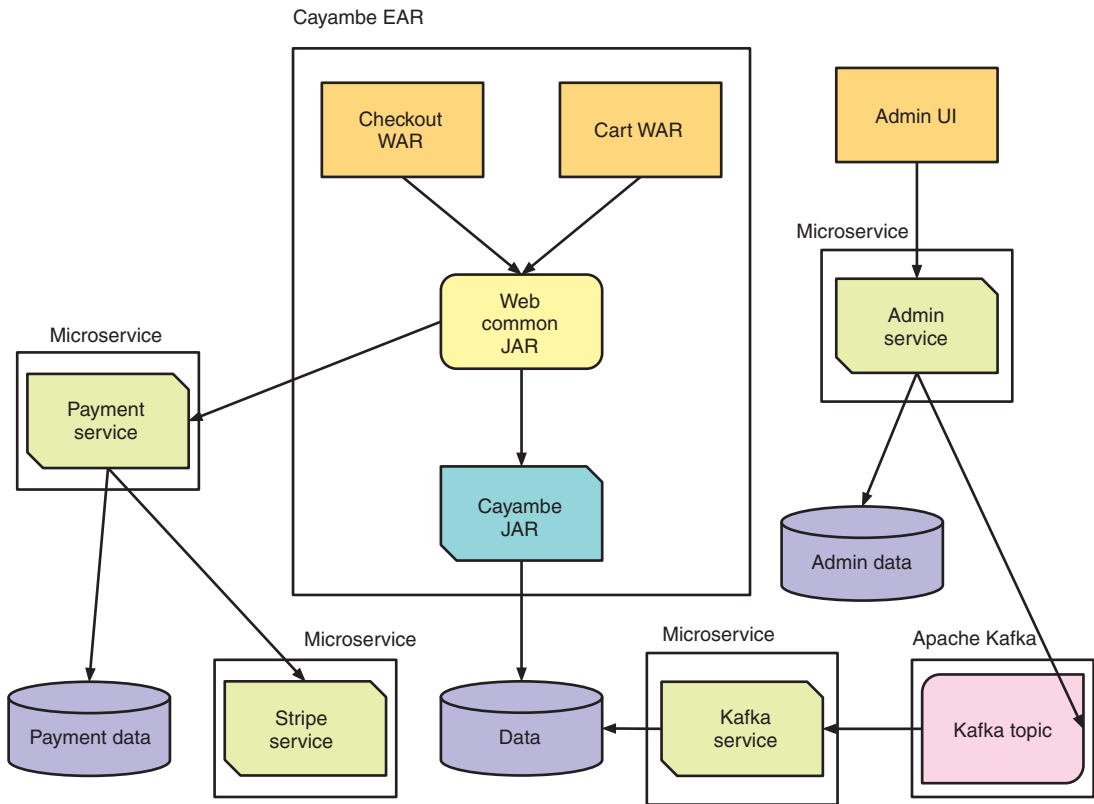 Cayambe EAR
Checkout
WAR
Cart WAR
Admin UI
Microservice
Admin
service
Web
common
JAR
Microservice
Payment
service
Cayambe
JAR
Admin data
Microservice
Stripe
service
Payment data
Data
Microservice
Kafka
service
Apache Kafka
Kafka topic